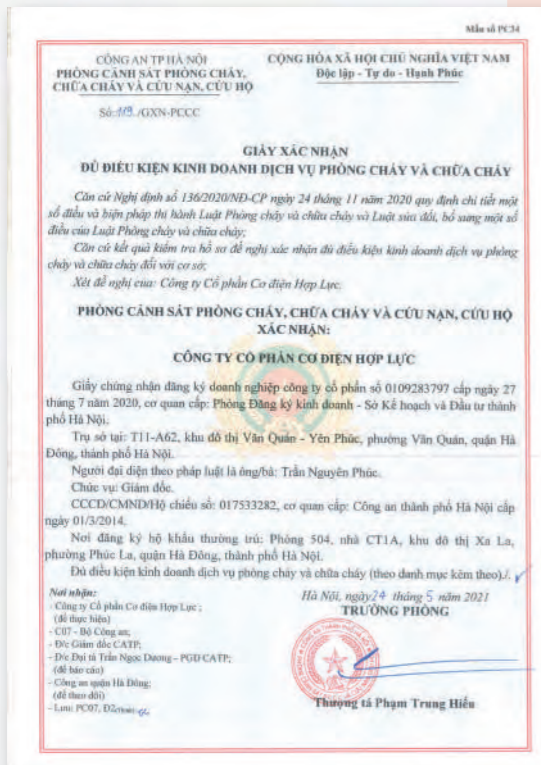 Mẫu số PC34
CÔNG AN TP HÀ NỘI
PHÒNG CẢNH SÁT PHÒNG CHÁY,
CHỮA CHÁY VÀ CỨU NẠN, CỨU HỘ
CỘNG HÒA XÃ HỘI CHỦ NGHĨA VIỆT NAM
Độc lập - Tự do - Hạnh Phúc
Số: 119 /GXN-PCCC
GIẤY XÁC NHẬN
ĐỦ ĐIỀU KIỆN KINH DOANH DỊCH VỤ PHÒNG CHÁY VÀ CHỮA CHÁY
Căn cứ Nghị định số 136/2020/NĐ-CP ngày 24 tháng 11 năm 2020 quy định chi tiết một
số điều và biện pháp thi hành Luật Phòng cháy và chữa cháy và Luật sửa đổi, bổ sung một số
điều của Luật Phòng cháy và chữa cháy;
Căn cứ kết quả kiểm tra hồ sơ đề nghị xác nhận đủ điều kiện kinh doanh dịch vụ phòng
cháy và chữa cháy đối với cơ sở;
Xét đề nghị của: Công ty Cổ phần Cơ điện Hợp Lực.
PHÒNG CẢNH SÁT PHÒNG CHÁY, CHỮA CHÁY VÀ CỨU NẠN, CỨU HỘ
XÁC NHẬN:
CÔNG TY CỔ PHẦN CƠ ĐIỆN HỢP LỰC
Giấy chứng nhận đăng ký doanh nghiệp công ty cổ phần số 0109283797 cấp ngày 27
tháng 7 năm 2020, cơ quan cấp: Phòng Đăng ký kinh doanh - Sở Kế hoạch và Đầu tư thành
phố Hà Nội.
Trụ sở tại: T11-A62, khu đô thị Văn Quán - Yên Phúc, phường Văn Quán, quận Hà
Đông, thành phố Hà Nội.
Người đại diện theo pháp luật là ông/bà: Trần Nguyên Phúc.
Chức vụ: Giám đốc.
CCCD/CMND/Hộ chiếu số: 017533282, cơ quan cấp: Công an thành phố Hà Nội cấp
ngày 01/3/2014.
Nơi đăng ký hộ khẩu thường trú: Phòng 504, nhà CT1A, khu đô thị Xa La,
phường Phúc La, quận Hà Đông, thành phố Hà Nội.
Đủ điều kiện kinh doanh dịch vụ phòng cháy và chữa cháy (theo danh mục kèm theo)./.
Nơi nhận:
- Công ty Cổ phần Cơ điện Hợp Lực ;
(để thực hiện)
- C07 - Bộ Công an;
- Đ/c Giám đốc CATP;
- Đ/c Đại tá Trần Ngọc Dương - PGĐ CATP;
(để báo cáo)
- Công an quận Hà Đông;
(để theo dõi)
- Lưu: PC07, Đ2
Hà Nội, ngày 24 tháng 5 năm 2021
TRƯỞNG PHÒNG
Thượng tá Phạm Trung Hiếu